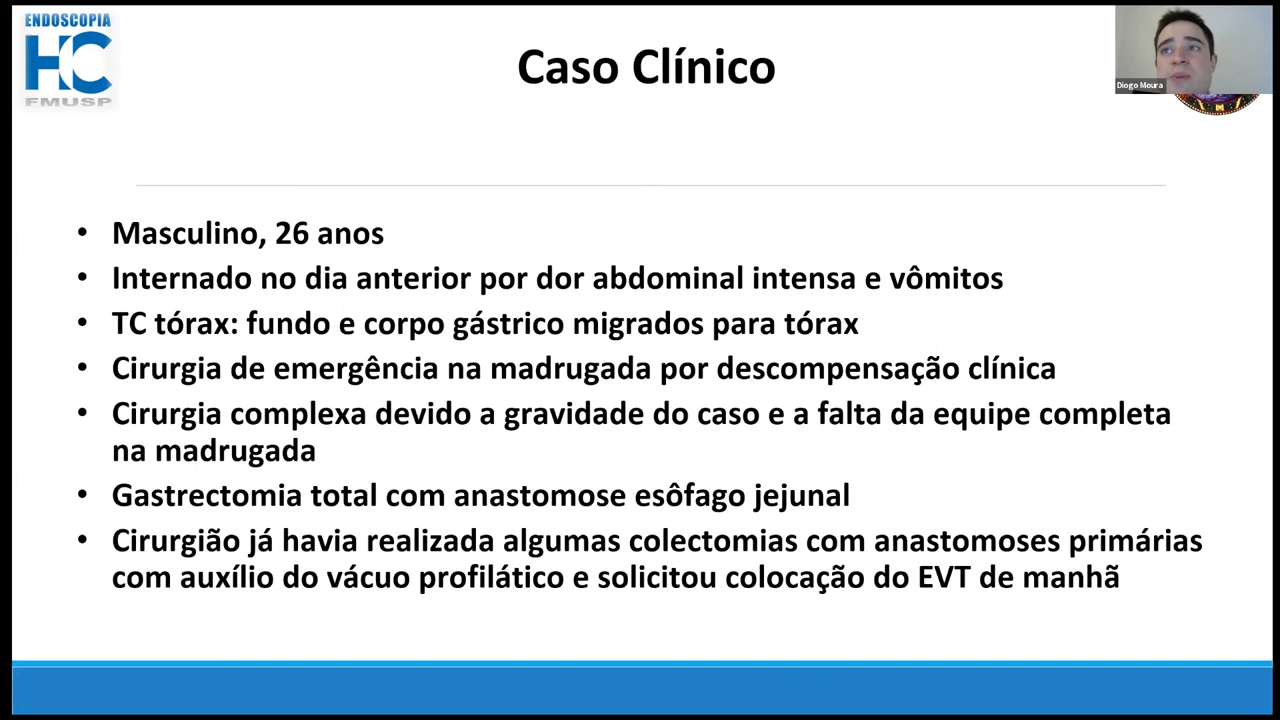 ENDOSCOPIA
HC
FMUSP
Caso Clínico
Diogo Moura
• Masculino, 26 anos
• Internado no dia anterior por dor abdominal intensa e vômitos
• TC tórax: fundo e corpo gástrico migrados para tórax
• Cirurgia de emergência na madrugada por descompensação clínica
• Cirurgia complexa devido a gravidade do caso e a falta da equipe completa
na madrugada
• Gastrectomia total com anastomose esôfago jejunal
• Cirurgião já havia realizada algumas colectomias com anastomoses primárias
com auxílio do vácuo profilático e solicitou colocação do EVT de manhã